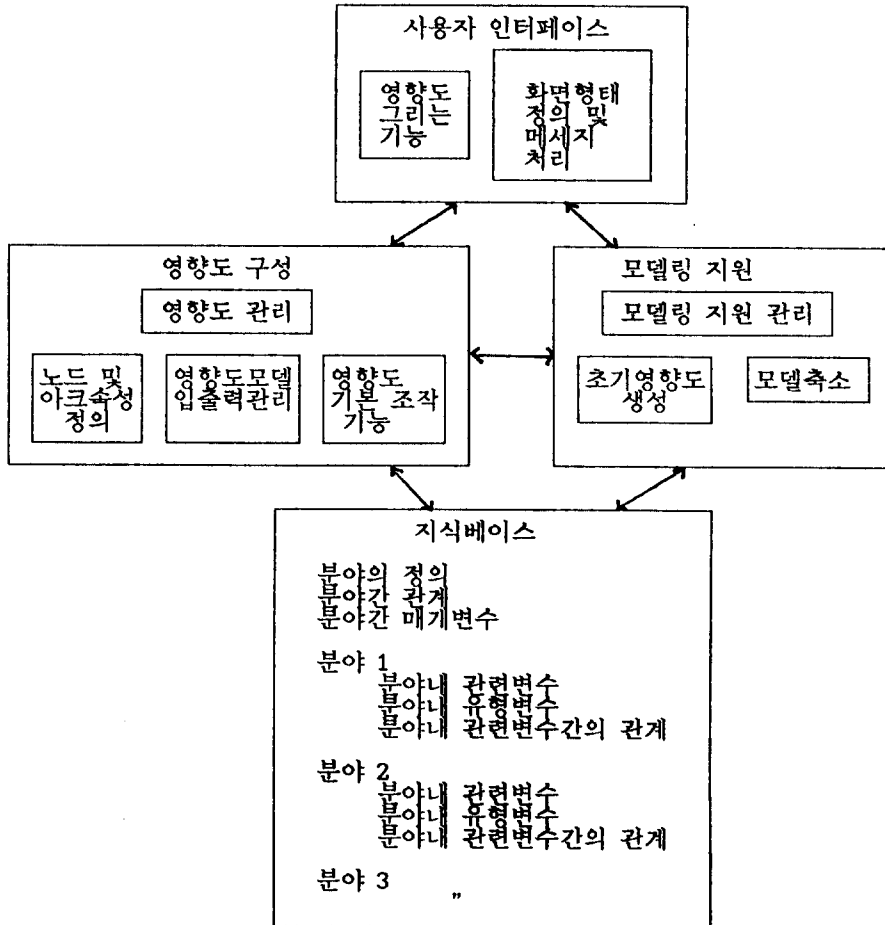 사용자 인터페이스
영향도
그리는
기능
화면형태
정의 및
메세지
처리
영향도 구성
영향도 관리
노드 및
아크속성
정의
영향도모델
입출력관리
영향도
기본 조작
기능
모델링 지원
모델링 지원 관리
초기영향도
생성
모델축소
지식베이스
분야의 정의
분야간 관계
분야간 매기변수
분야 1
분야내 관련변수
분야내 유형변수
분야내 관련변수간의 관계
분야 2
분야내 관련변수
분야내 유형변수
분야내 관련변수간의 관계
분야 3
"